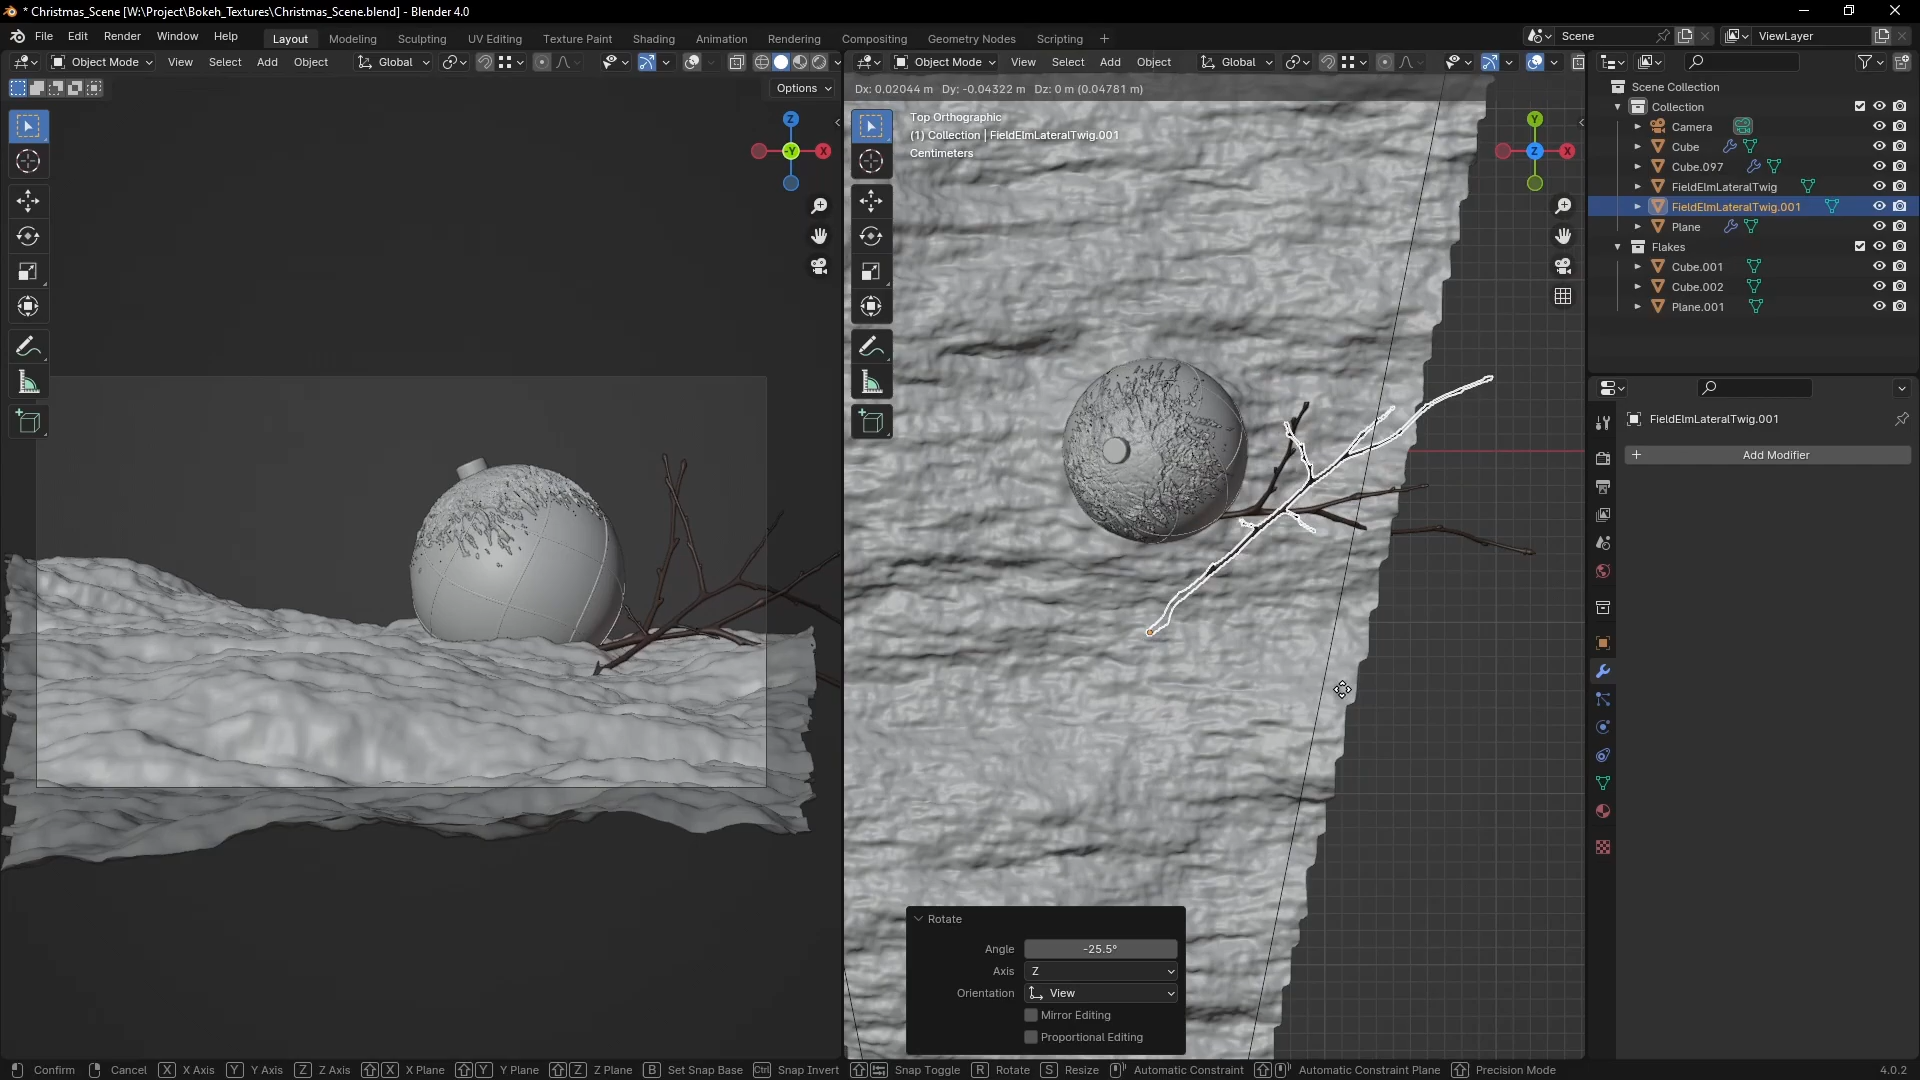 * Christmas_Scene [W:\Project\Bokeh_Textures\Christmas_Scene.blend] - Blender 4.0
File Edit Render Window Help
Layout Modeling Sculpting UV Editing Texture Paint Shading Animation Rendering Compositing Geometry Nodes Scripting +
Scene
ViewLayer
Object Mode View Select Add Object Global
Object Mode View Select Add Object Global
Options
Dx: 0.02044 m Dy: -0.04322 m Dz: 0 m (0.04781 m)
Top Orthographic
(1) Collection | FieldElmLateralTwig.001
Centimeters
Z
-Y
X
Y
Z
X
Scene Collection
Collection
Camera
Cube
Cube.097
FieldElmLateralTwig
FieldElmLateralTwig.001
Plane
Flakes
Cube.001
Cube.002
Plane.001
FieldElmLateralTwig.001
+ Add Modifier
Rotate
Angle -25.5°
Axis Z
Orientation View
Mirror Editing
Proportional Editing
Confirm Cancel X X Axis Y Y Axis Z Z Axis X X Plane Y Y Plane Z Z Plane B Set Snap Base Ctrl Snap Invert Snap Toggle R Rotate S Resize Automatic Constraint Automatic Constraint Plane Precision Mode 4.0.2